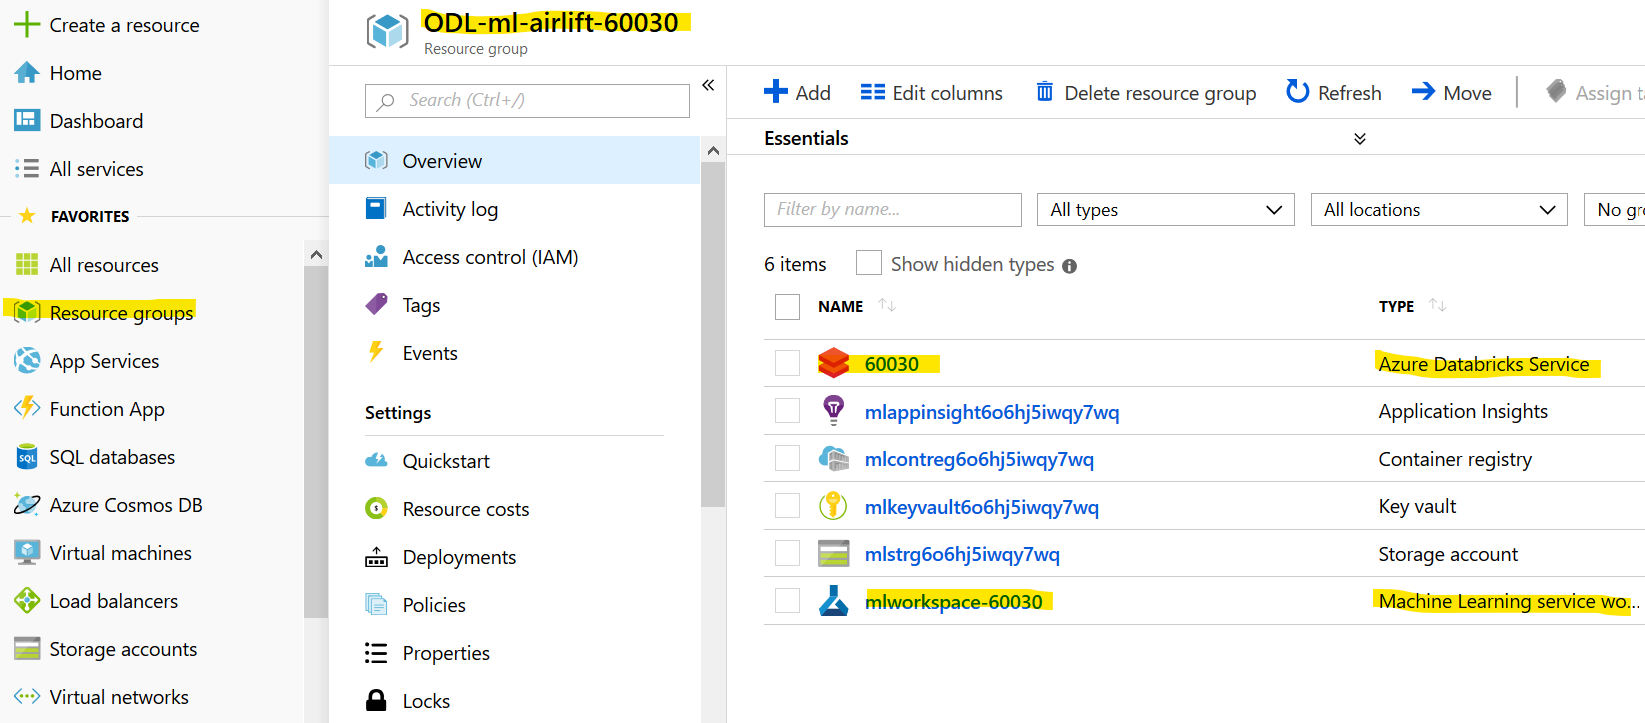 Create a resource
Home
Dashboard
All services
FAVORITES
All resources
Resource groups
App Services
Function App
SQL databases
Azure Cosmos DB
Virtual machines
Load balancers
Storage accounts
Virtual networks
ODL-ml-airlift-60030
Resource group
Search (Ctrl+/)
Overview
Activity log
Access control (IAM)
Tags
Events
Settings
Quickstart
Resource costs
Deployments
Policies
Properties
Locks
Add Edit columns Delete resource group Refresh Move Assign ta
Essentials
Filter by name... All types All locations No gro
6 items Show hidden types
NAME TYPE
60030 Azure Databricks Service
mlappinsight6o6hj5iwqy7wq Application Insights
mlcontreg6o6hj5iwqy7wq Container registry
mlkeyvault6o6hj5iwqy7wq Key vault
mlstrg6o6hj5iwqy7wq Storage account
mlworkspace-60030 Machine Learning service wo...